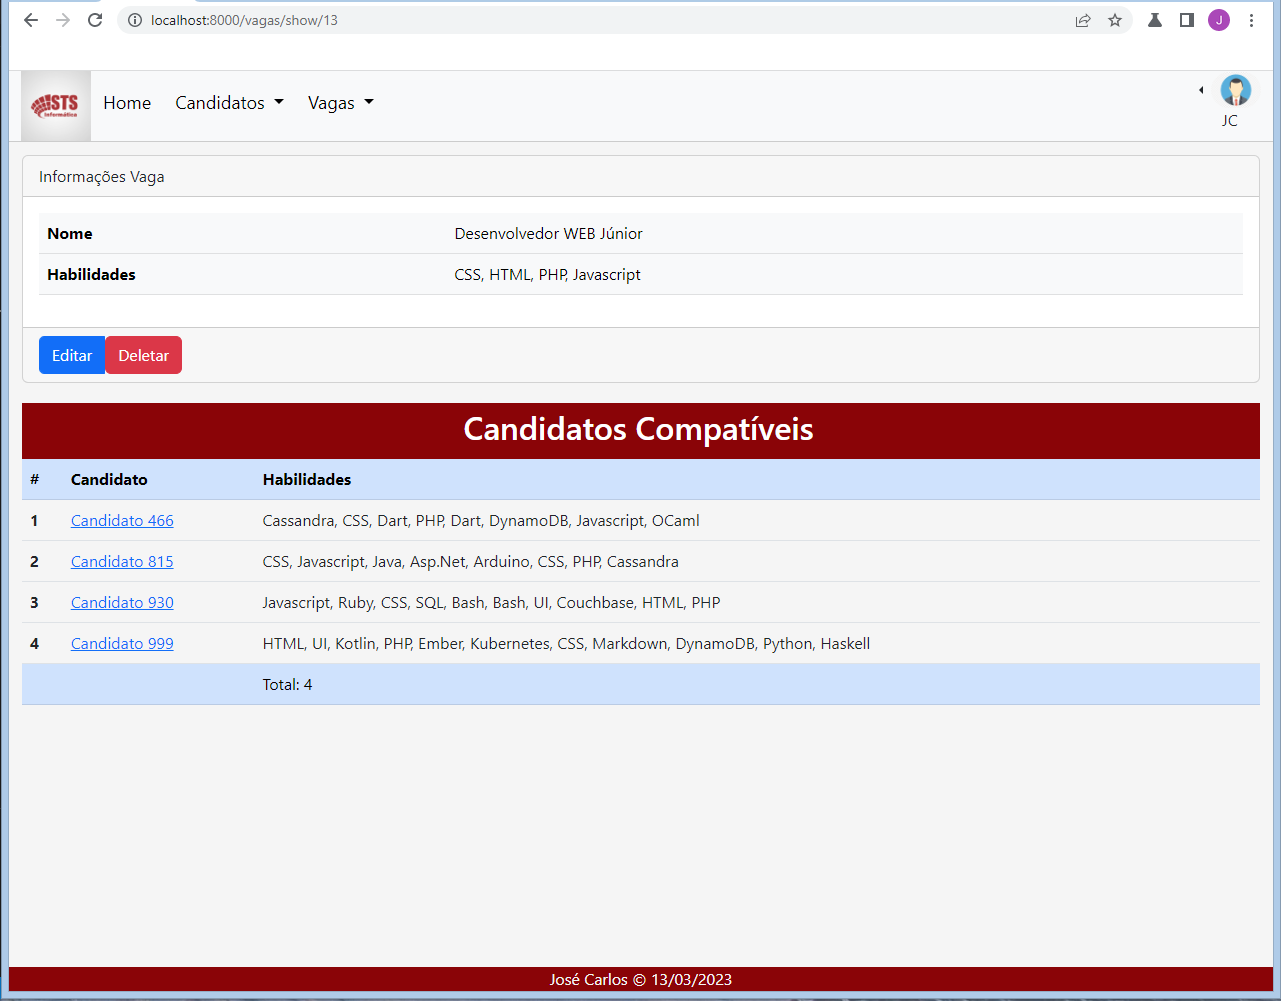 localhost:8000/vagas/show/13
J
STS
Informática
Home Candidatos Vagas
JC
Informações Vaga
Nome Desenvolvedor WEB Júnior
Habilidades CSS, HTML, PHP, Javascript
Editar Deletar
Candidatos Compatíveis
# Candidato Habilidades
1 Candidato 466 Cassandra, CSS, Dart, PHP, Dart, DynamoDB, Javascript, OCaml
2 Candidato 815 CSS, Javascript, Java, Asp.Net, Arduino, CSS, PHP, Cassandra
3 Candidato 930 Javascript, Ruby, CSS, SQL, Bash, Bash, UI, Couchbase, HTML, PHP
4 Candidato 999 HTML, UI, Kotlin, PHP, Ember, Kubernetes, CSS, Markdown, DynamoDB, Python, Haskell
Total: 4
José Carlos © 13/03/2023